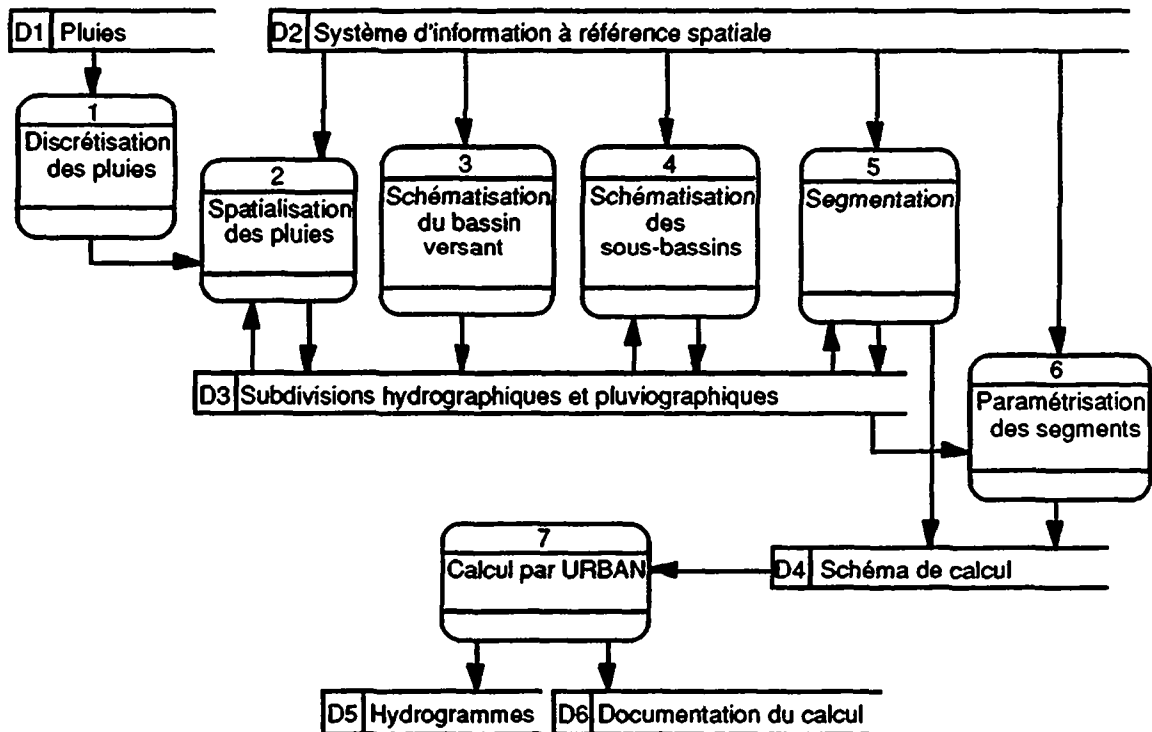 D1 Pluies
D2 Système d'information à référence spatiale
1
Discrétisation
des pluies
2
Spatialisation
des pluies
3
Schématisation
du bassin
versant
4
Schématisation
des
sous-bassins
5
Segmentation
D3 Subdivisions hydrographiques et pluviographiques
6
Paramétrisation
des segments
7
Calcul par URBAN
D4 Schéma de calcul
D5 Hydrogrammes
D6 Documentation du calcul